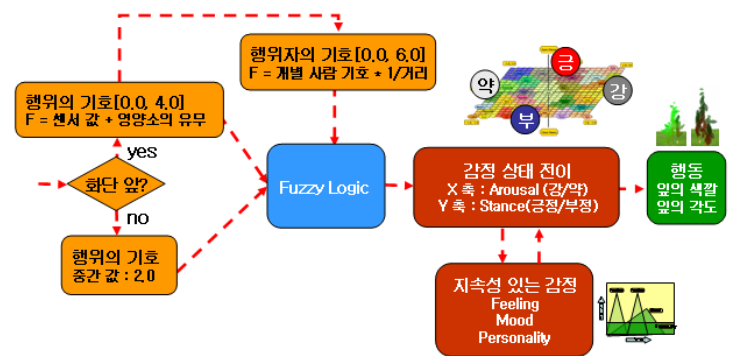 행위자의 기호[0.0, 6.0]
F = 개별 사람 기호 * 1/거리
행위의 기호[0.0, 4.0]
F = 센서 값 + 영양소의 유무
yes
화단 앞?
no
행위의 기호
중간 값 : 2.0
Fuzzy Logic
긍
약
강
부
감정 상태 전이
X 축 : Arousal (강/약)
Y 축 : Stance(긍정/부정)
행동
잎의 색깔
잎의 각도
지속성 있는 감정
Feeling
Mood
Personality